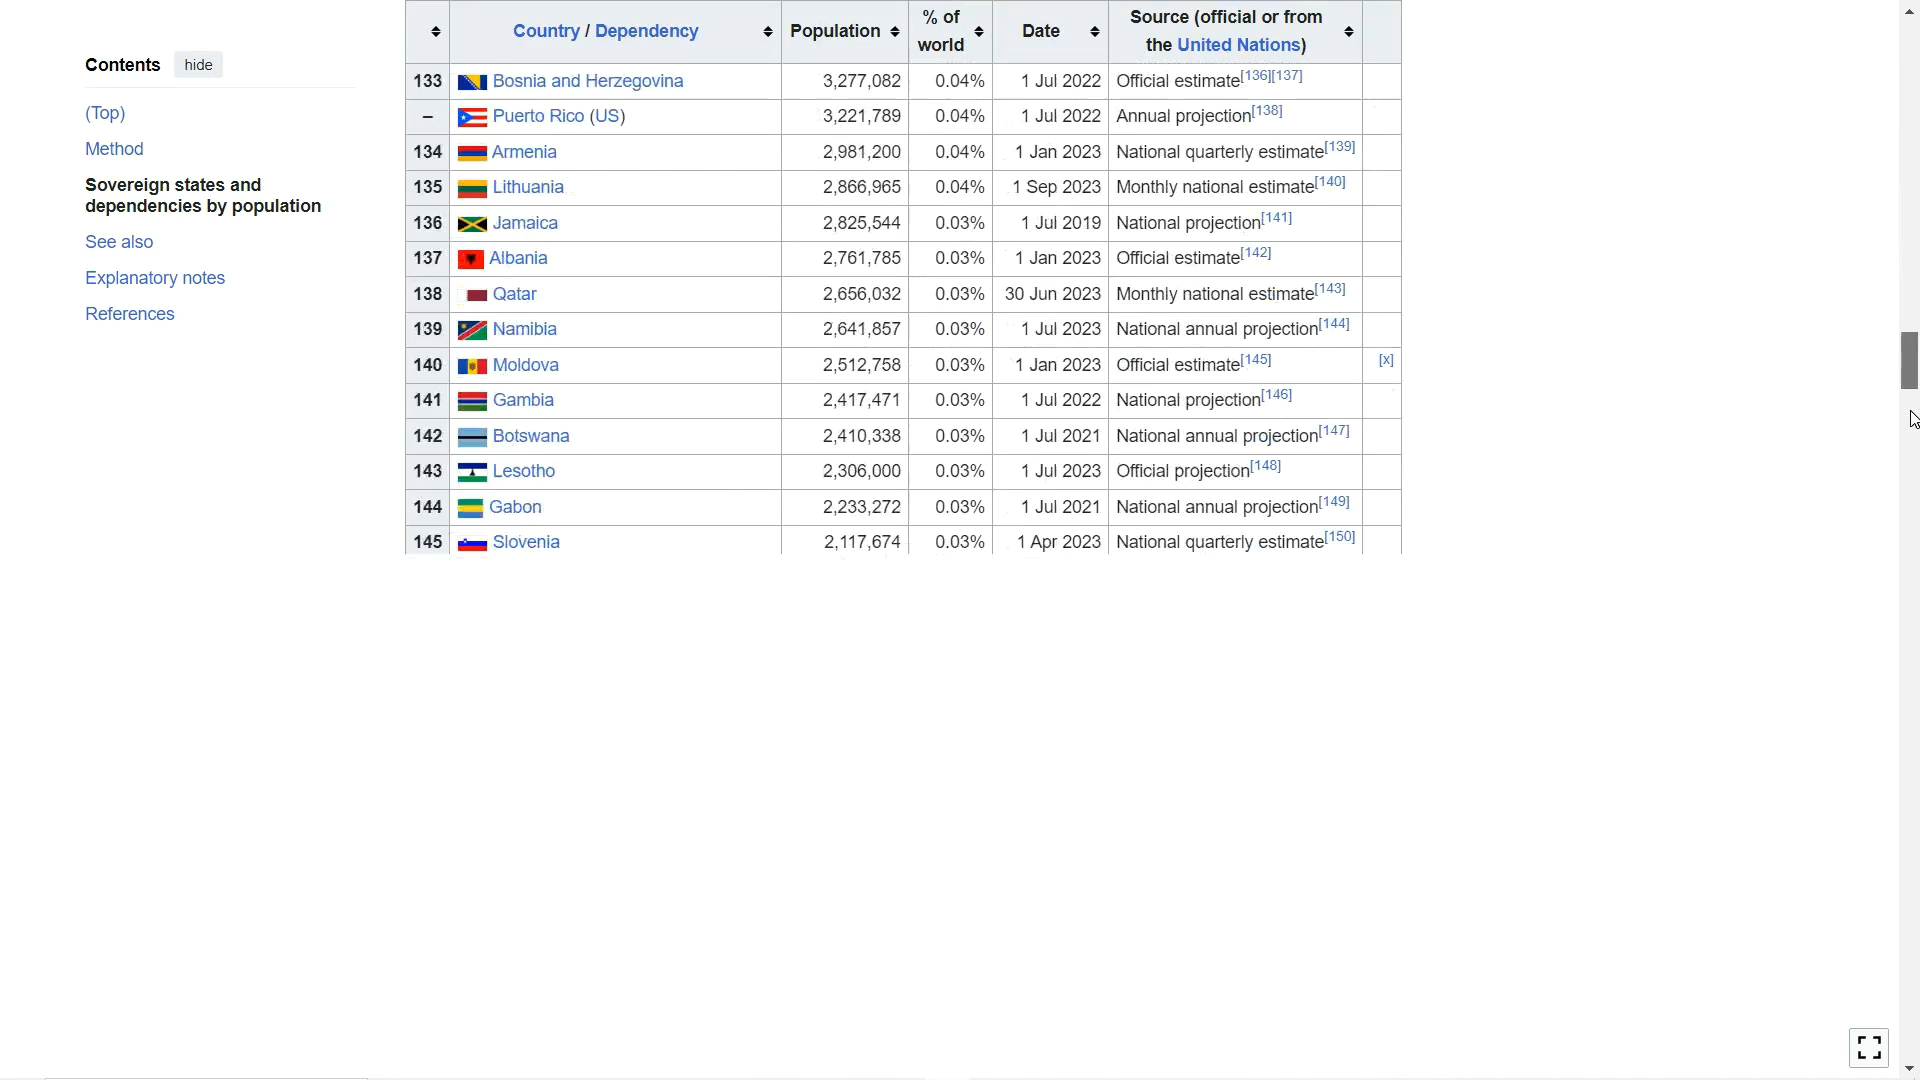 Contents hide
(Top)
Method
Sovereign states and
dependencies by population
See also
Explanatory notes
References
Country / Dependency Population % of world Date Source (official or from the United Nations)
133 Bosnia and Herzegovina 3,277,082 0.04% 1 Jul 2022 Official estimate[136][137]
– Puerto Rico (US) 3,221,789 0.04% 1 Jul 2022 Annual projection[138]
134 Armenia 2,981,200 0.04% 1 Jan 2023 National quarterly estimate[139]
135 Lithuania 2,866,965 0.04% 1 Sep 2023 Monthly national estimate[140]
136 Jamaica 2,825,544 0.03% 1 Jul 2019 National projection[141]
137 Albania 2,761,785 0.03% 1 Jan 2023 Official estimate[142]
138 Qatar 2,656,032 0.03% 30 Jun 2023 Monthly national estimate[143]
139 Namibia 2,641,857 0.03% 1 Jul 2023 National annual projection[144]
140 Moldova 2,512,758 0.03% 1 Jan 2023 Official estimate[145] [x]
141 Gambia 2,417,471 0.03% 1 Jul 2022 National projection[146]
142 Botswana 2,410,338 0.03% 1 Jul 2021 National annual projection[147]
143 Lesotho 2,306,000 0.03% 1 Jul 2023 Official projection[148]
144 Gabon 2,233,272 0.03% 1 Jul 2021 National annual projection[149]
145 Slovenia 2,117,674 0.03% 1 Apr 2023 National quarterly estimate[150]